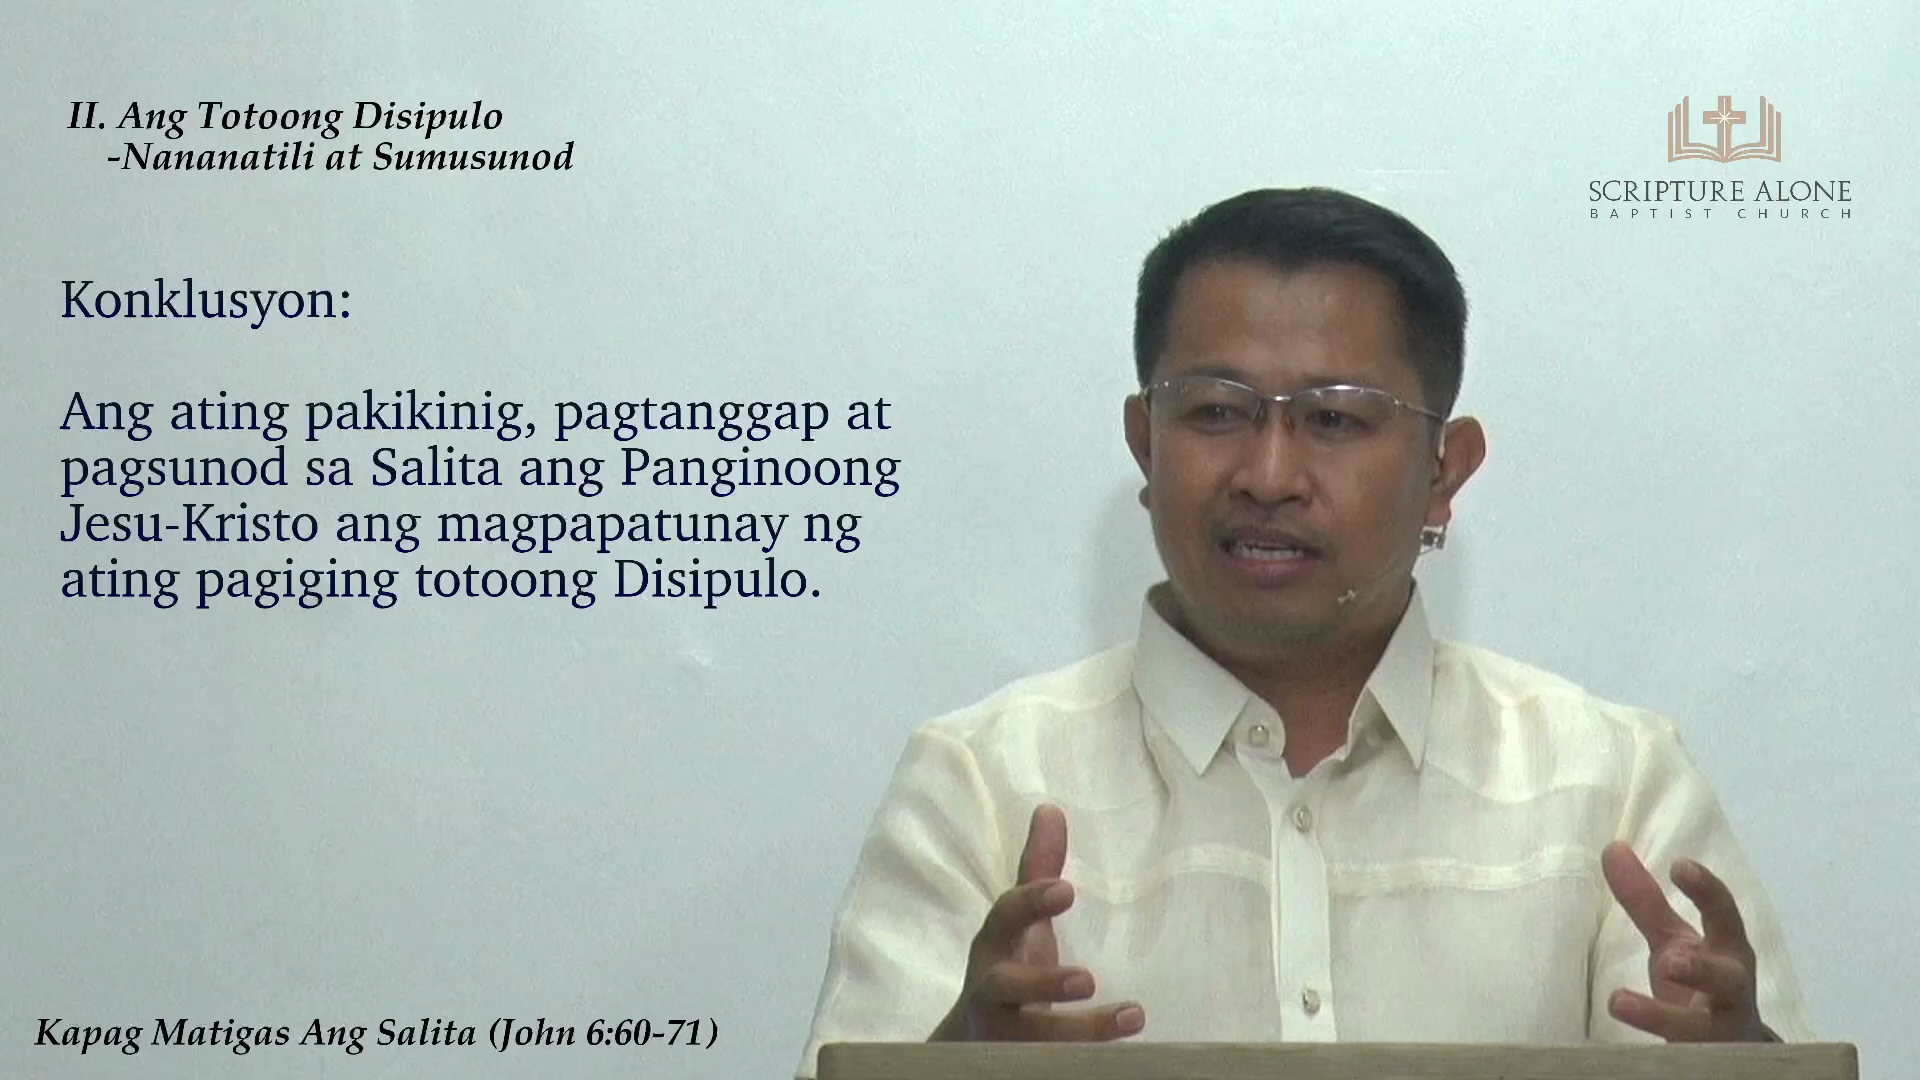 II. Ang Totoong Disipulo
-Nananatili at Sumusunod
SCRIPTURE ALONE
BAPTIST CHURCH
Konklusyon:
Ang ating pakikinig, pagtanggap at
pagsunod sa Salita ang Panginoong
Jesu-Kristo ang magpapatunay ng
ating pagiging totoong Disipulo.
Kapag Matigas Ang Salita (John 6:60-71)